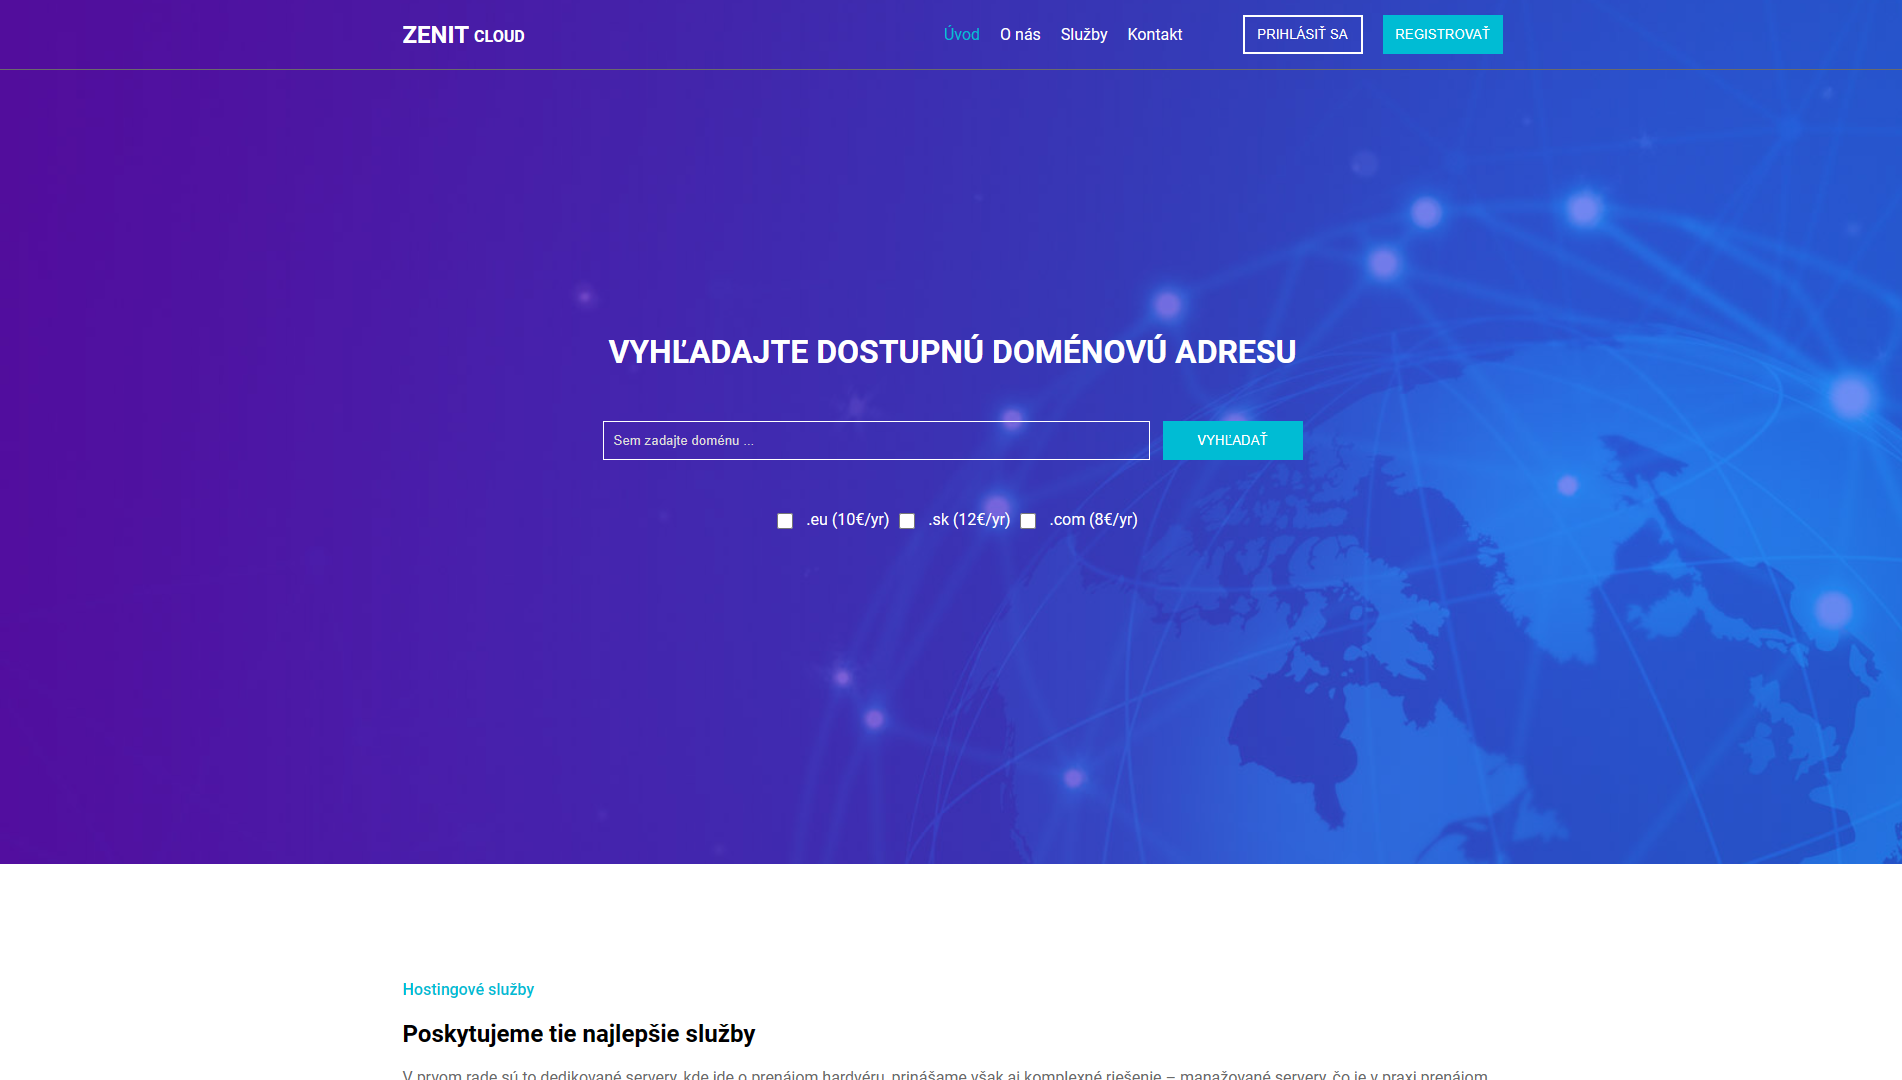 ZENIT CLOUD
Úvod O nás Služby Kontakt PRIHLÁSIŤ SA REGISTROVAŤ
VYHĽADAJTE DOSTUPNÚ DOMÉNOVÚ ADRESU
Sem zadajte doménu ... VYHĽADAŤ
.eu (10€/yr) .sk (12€/yr) .com (8€/yr)
Hostingové služby
Poskytujeme tie najlepšie služby
V prvom rade sú to dedikované servery, kde ide o prenájom hardvéru, prinášame však aj komplexné riešenie – manažované servery, čo je v praxi prenájom